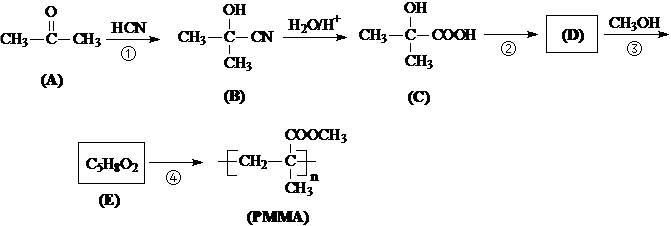 O OH OH
CH₃—C—CH₃ HCN ① CH₃—C—CN H₂O/H⁺ CH₃—C—COOH ② (D) CH₃OH ③
CH₃ CH₃
(A) (B) (C)
COOCH₃
C₅H₈O₂ ④ [CH₂—C]n
CH₃
(E) (PMMA)